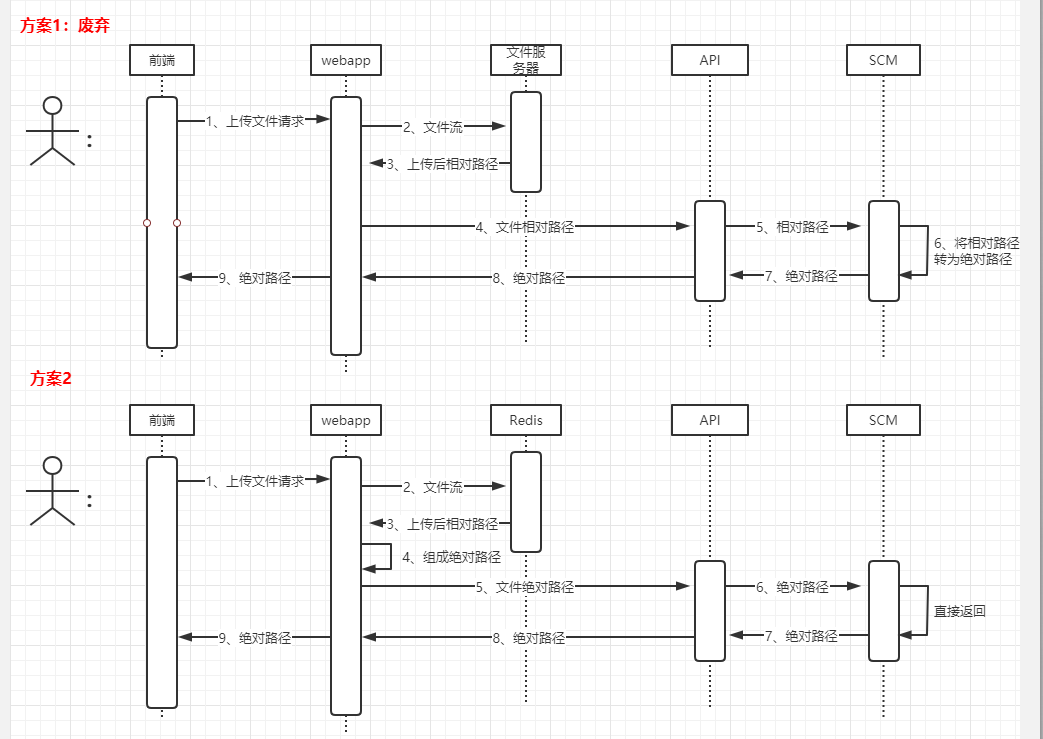 方案1：废弃
前端
webapp
文件服
务器
API
SCM
：
1、上传文件请求
2、文件流
3、上传后相对路径
4、文件相对路径
5、相对路径
6、将相对路径
转为绝对路径
7、绝对路径
8、绝对路径
9、绝对路径
方案2
前端
webapp
Redis
API
SCM
：
1、上传文件请求
2、文件流
3、上传后相对路径
4、组成绝对路径
5、文件绝对路径
6、绝对路径
直接返回
7、绝对路径
8、绝对路径
9、绝对路径